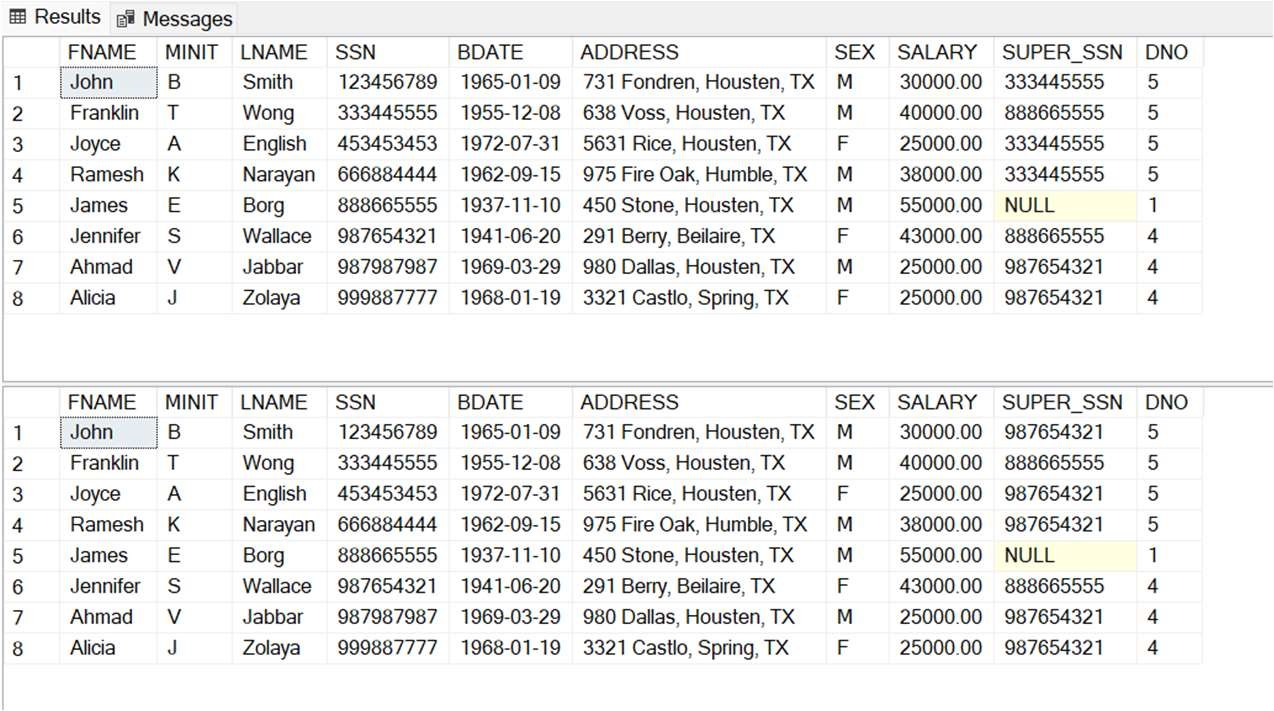 Results Messages
FNAME MINIT LNAME SSN BDATE ADDRESS SEX SALARY SUPER_SSN DNO
1 John B Smith 123456789 1965-01-09 731 Fondren, Housten, TX M 30000.00 333445555 5
2 Franklin T Wong 333445555 1955-12-08 638 Voss, Housten, TX M 40000.00 888665555 5
3 Joyce A English 453453453 1972-07-31 5631 Rice, Housten, TX F 25000.00 333445555 5
4 Ramesh K Narayan 666884444 1962-09-15 975 Fire Oak, Humble, TX M 38000.00 333445555 5
5 James E Borg 888665555 1937-11-10 450 Stone, Housten, TX M 55000.00 NULL 1
6 Jennifer S Wallace 987654321 1941-06-20 291 Berry, Beilaire, TX F 43000.00 888665555 4
7 Ahmad V Jabbar 987987987 1969-03-29 980 Dallas, Housten, TX M 25000.00 987654321 4
8 Alicia J Zolaya 999887777 1968-01-19 3321 Castlo, Spring, TX F 25000.00 987654321 4
FNAME MINIT LNAME SSN BDATE ADDRESS SEX SALARY SUPER_SSN DNO
1 John B Smith 123456789 1965-01-09 731 Fondren, Housten, TX M 30000.00 987654321 5
2 Franklin T Wong 333445555 1955-12-08 638 Voss, Housten, TX M 40000.00 888665555 5
3 Joyce A English 453453453 1972-07-31 5631 Rice, Housten, TX F 25000.00 987654321 5
4 Ramesh K Narayan 666884444 1962-09-15 975 Fire Oak, Humble, TX M 38000.00 987654321 5
5 James E Borg 888665555 1937-11-10 450 Stone, Housten, TX M 55000.00 NULL 1
6 Jennifer S Wallace 987654321 1941-06-20 291 Berry, Beilaire, TX F 43000.00 888665555 4
7 Ahmad V Jabbar 987987987 1969-03-29 980 Dallas, Housten, TX M 25000.00 987654321 4
8 Alicia J Zolaya 999887777 1968-01-19 3321 Castlo, Spring, TX F 25000.00 987654321 4